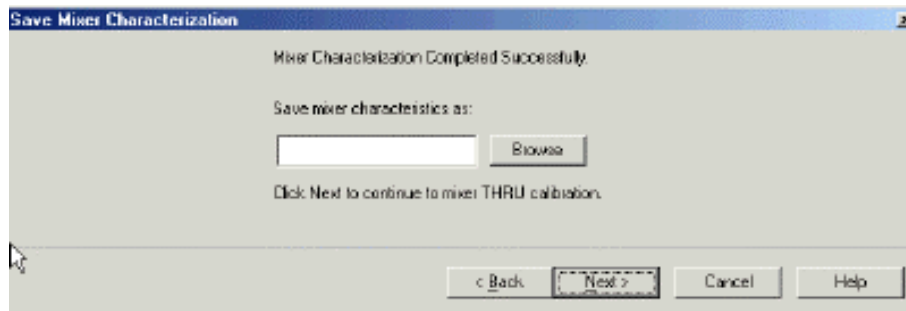 Save Mixer Characterization
Mixer Characterization Completed Successfully.
Save mixer characteristics as:
Browse
Click Next to continue to mixer THRU calibration.
< Back Next > Cancel Help